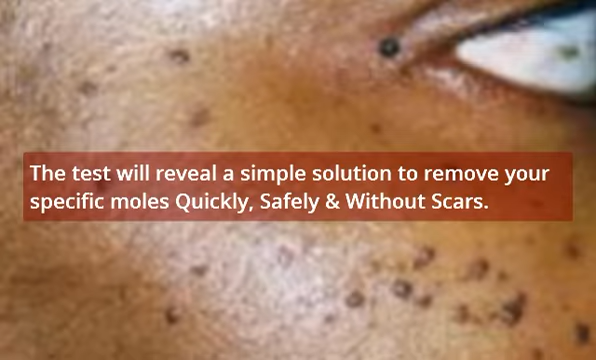 The test will reveal a simple solution to remove your
specific moles Quickly, Safely & Without Scars.